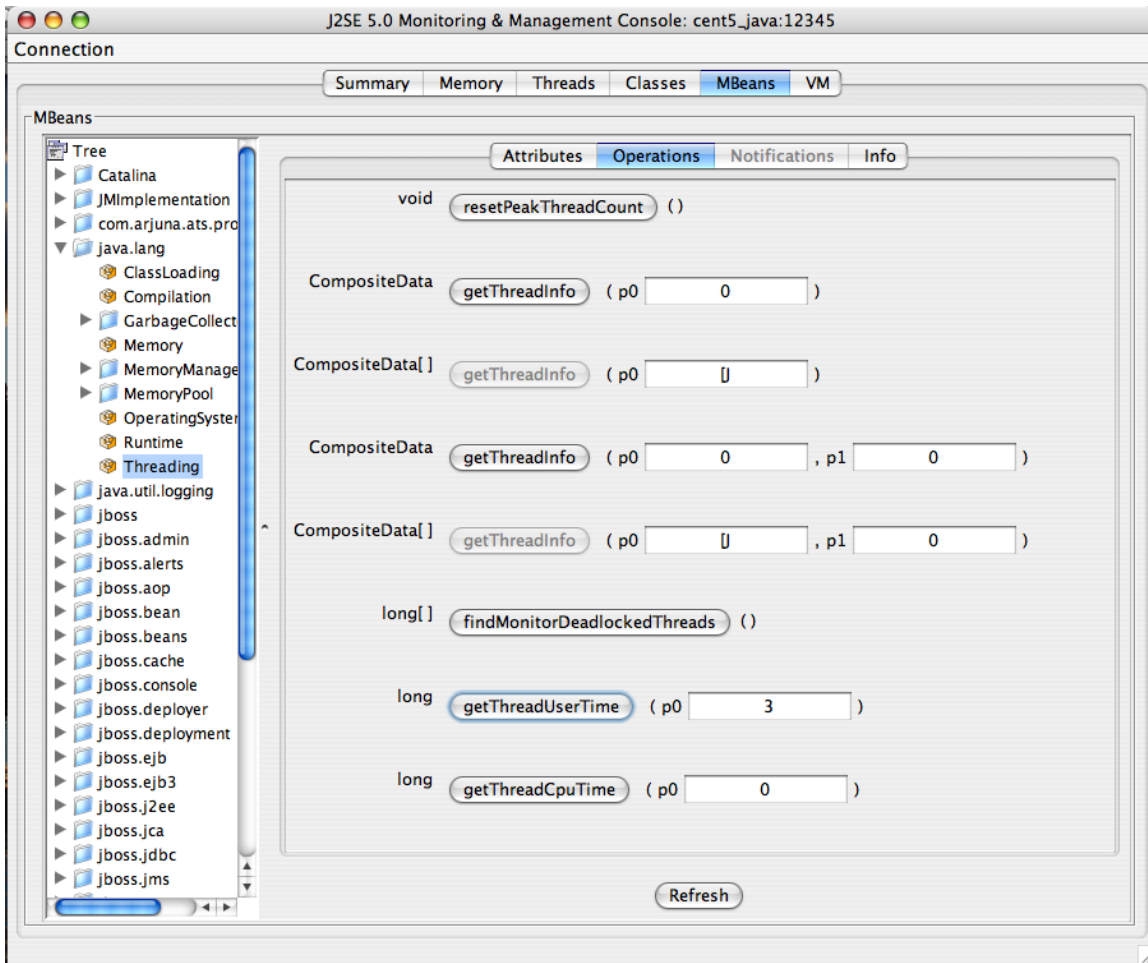 J2SE 5.0 Monitoring & Management Console: cent5_java:12345
Connection
Summary Memory Threads Classes MBeans VM
MBeans
Tree
Catalina
JMImplementation
com.arjuna.ats.pro
java.lang
ClassLoading
Compilation
GarbageCollect
Memory
MemoryManage
MemoryPool
OperatingSyster
Runtime
Threading
java.util.logging
jboss
jboss.admin
jboss.alerts
jboss.aop
jboss.bean
jboss.beans
jboss.cache
jboss.console
jboss.deployer
jboss.deployment
jboss.ejb
jboss.ejb3
jboss.j2ee
jboss.jca
jboss.jdbc
jboss.jms
Attributes Operations Notifications Info
void resetPeakThreadCount ()
CompositeData getThreadInfo ( p0 0 )
CompositeData[] getThreadInfo ( p0 [J )
CompositeData getThreadInfo ( p0 0 , p1 0 )
CompositeData[] getThreadInfo ( p0 [J , p1 0 )
long[] findMonitorDeadlockedThreads ()
long getThreadUserTime ( p0 3 )
long getThreadCpuTime ( p0 0 )
Refresh